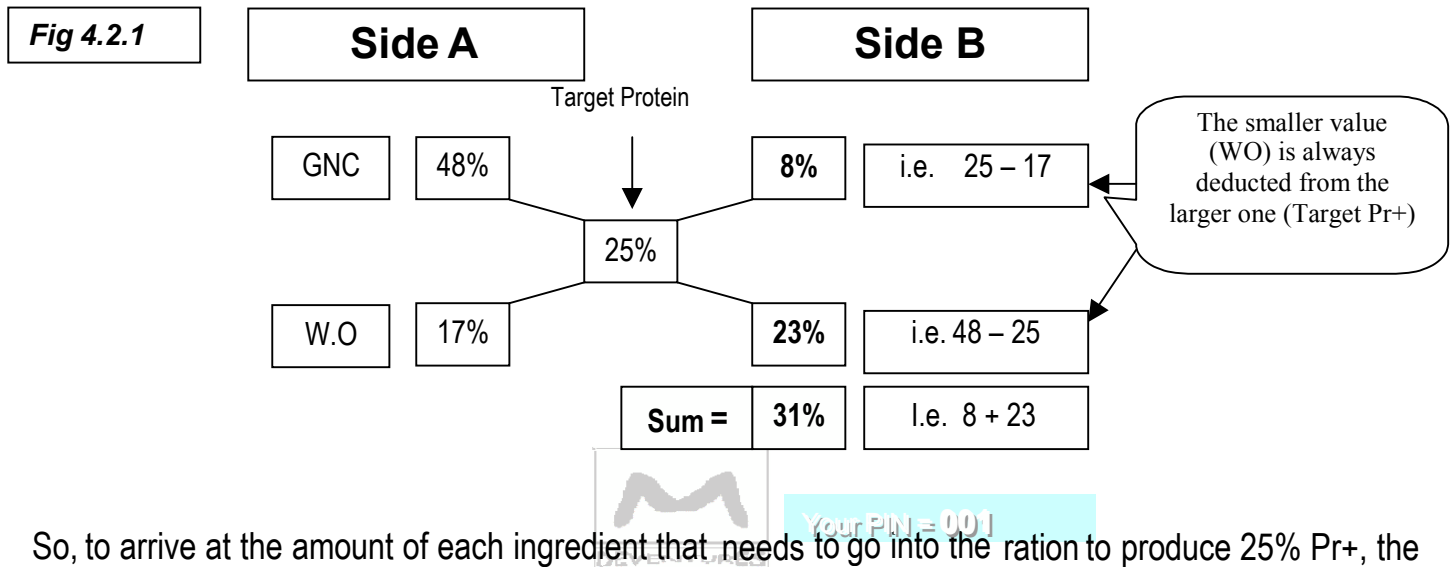 Fig 4.2.1
Side A
Side B
Target Protein
GNC
48%
8%
i.e. 25 – 17
The smaller value
(WO) is always
deducted from the
larger one (Target Pr+)
25%
W.O
17%
23%
i.e. 48 – 25
Sum =
31%
I.e. 8 + 23
Your PIN = 001
So, to arrive at the amount of each ingredient that needs to go into the ration to produce 25% Pr+, the